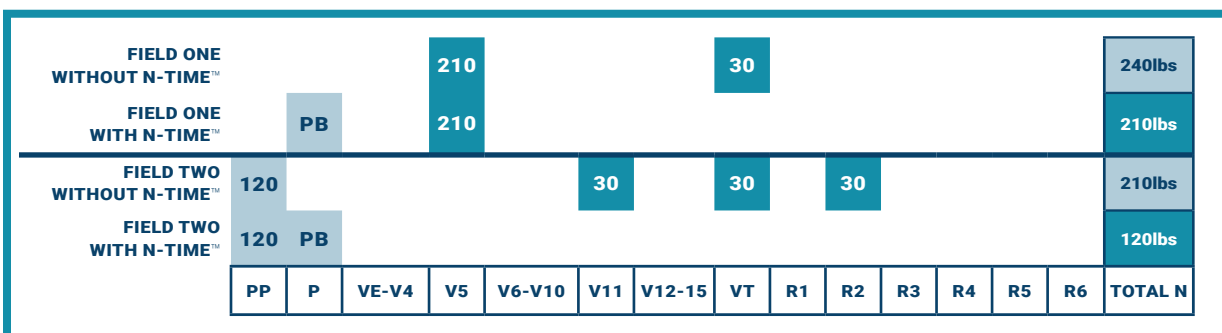 FIELD ONE
WITHOUT N-TIME™ 210 30 240lbs
FIELD ONE
WITH N-TIME™ PB 210 210lbs
FIELD TWO
WITHOUT N-TIME™ 120 30 30 30 210lbs
FIELD TWO
WITH N-TIME™ 120 PB 120lbs
PP P VE-V4 V5 V6-V10 V11 V12-15 VT R1 R2 R3 R4 R5 R6 TOTAL N